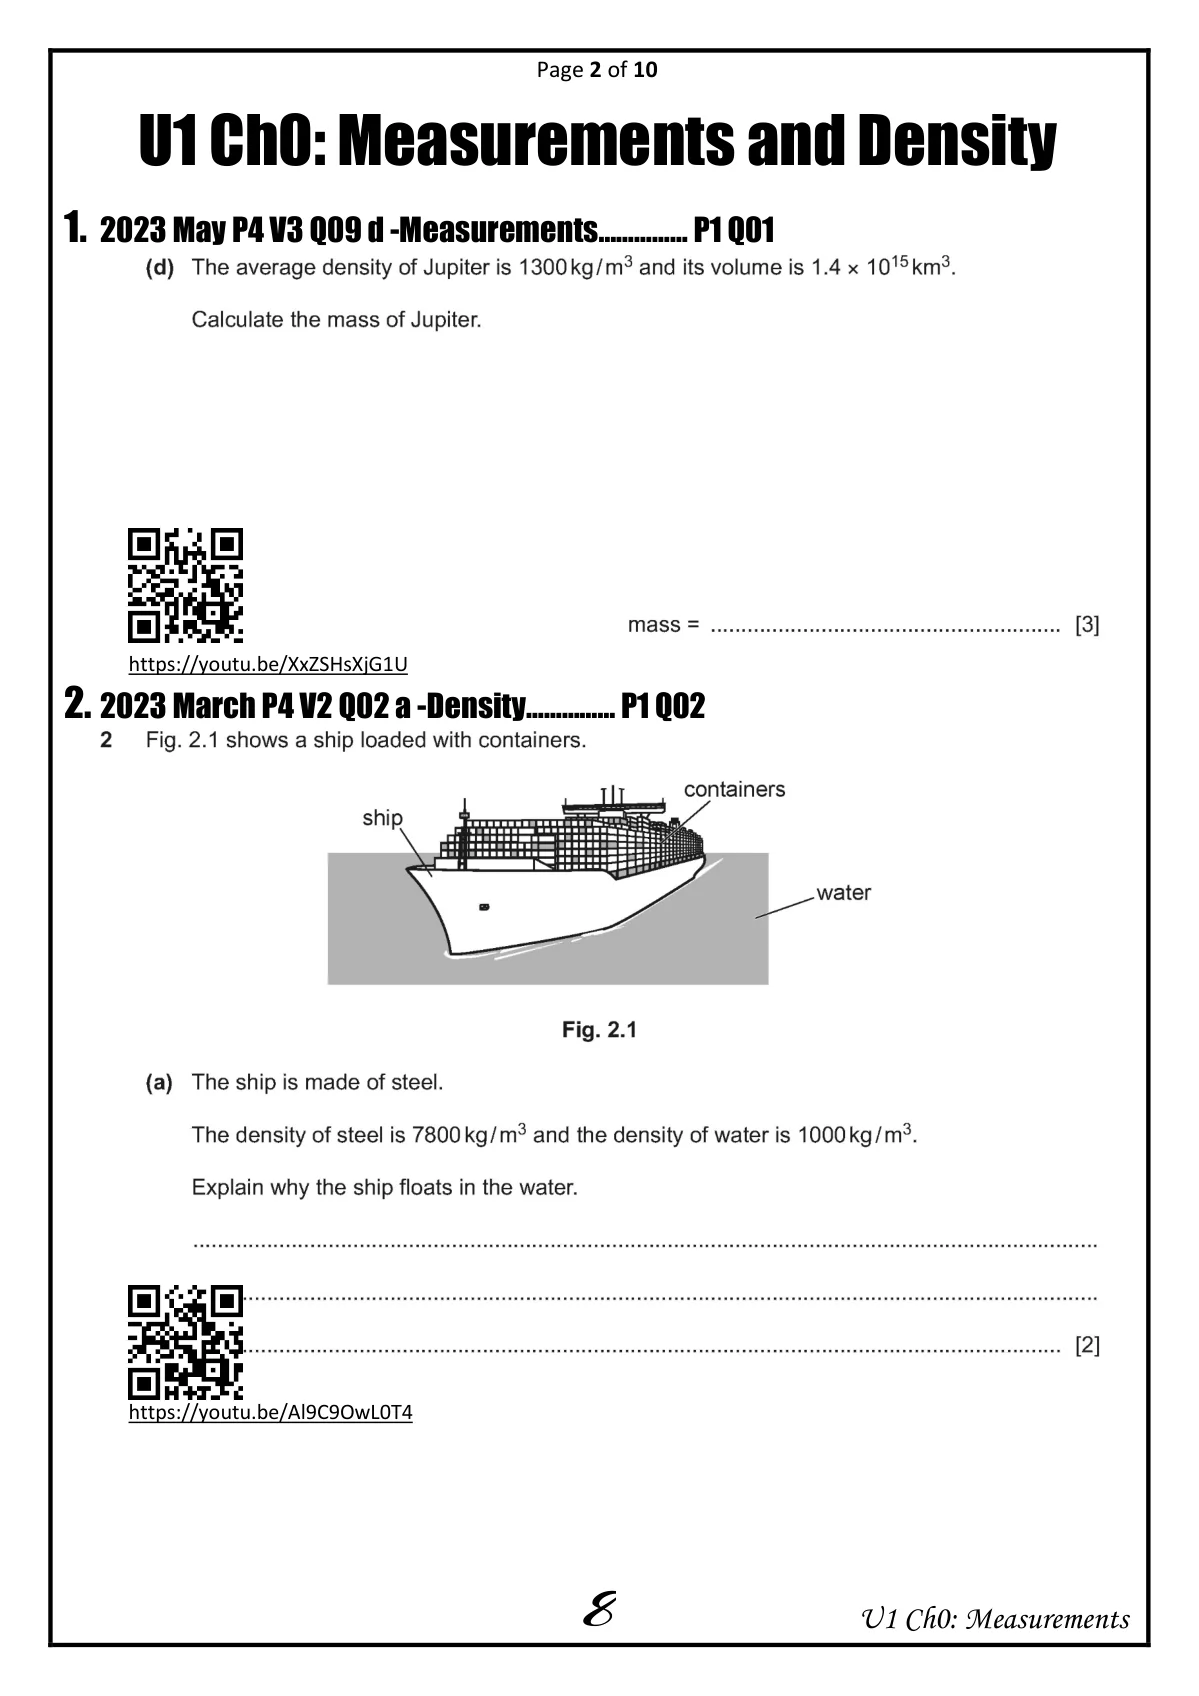 Page 2 of 10
U1 Ch0: Measurements and Density
1. 2023 May P4 V3 Q09 d -Measurements............... P1 Q01
(d) The average density of Jupiter is 1300 kg/m³ and its volume is 1.4 × 10¹⁵ km³.
Calculate the mass of Jupiter.
mass = ......................................................... [3]
https://youtu.be/XxZSHsXjG1U
2. 2023 March P4 V2 Q02 a -Density............... P1 Q02
2 Fig. 2.1 shows a ship loaded with containers.
containers
ship
water
Fig. 2.1
(a) The ship is made of steel.
The density of steel is 7800 kg/m³ and the density of water is 1000 kg/m³.
Explain why the ship floats in the water.
...................................................................................................................................................
...........................................................................................................................................
..................................................................................................................................... [2]
https://youtu.be/Al9C9OwL0T4
8
U1 Ch0: Measurements